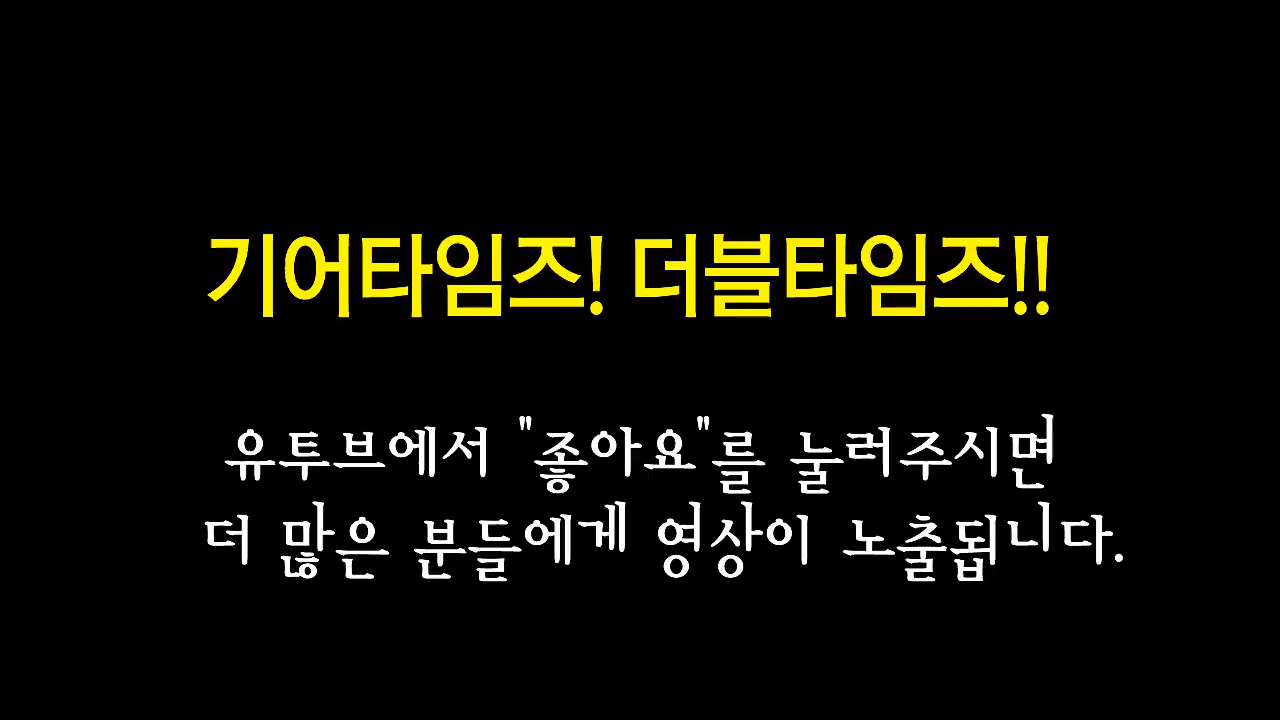 기어타임즈! 더블타임즈!!
유투브에서 "좋아요"를 눌러주시면
더 많은 분들에게 영상이 노출됩니다.